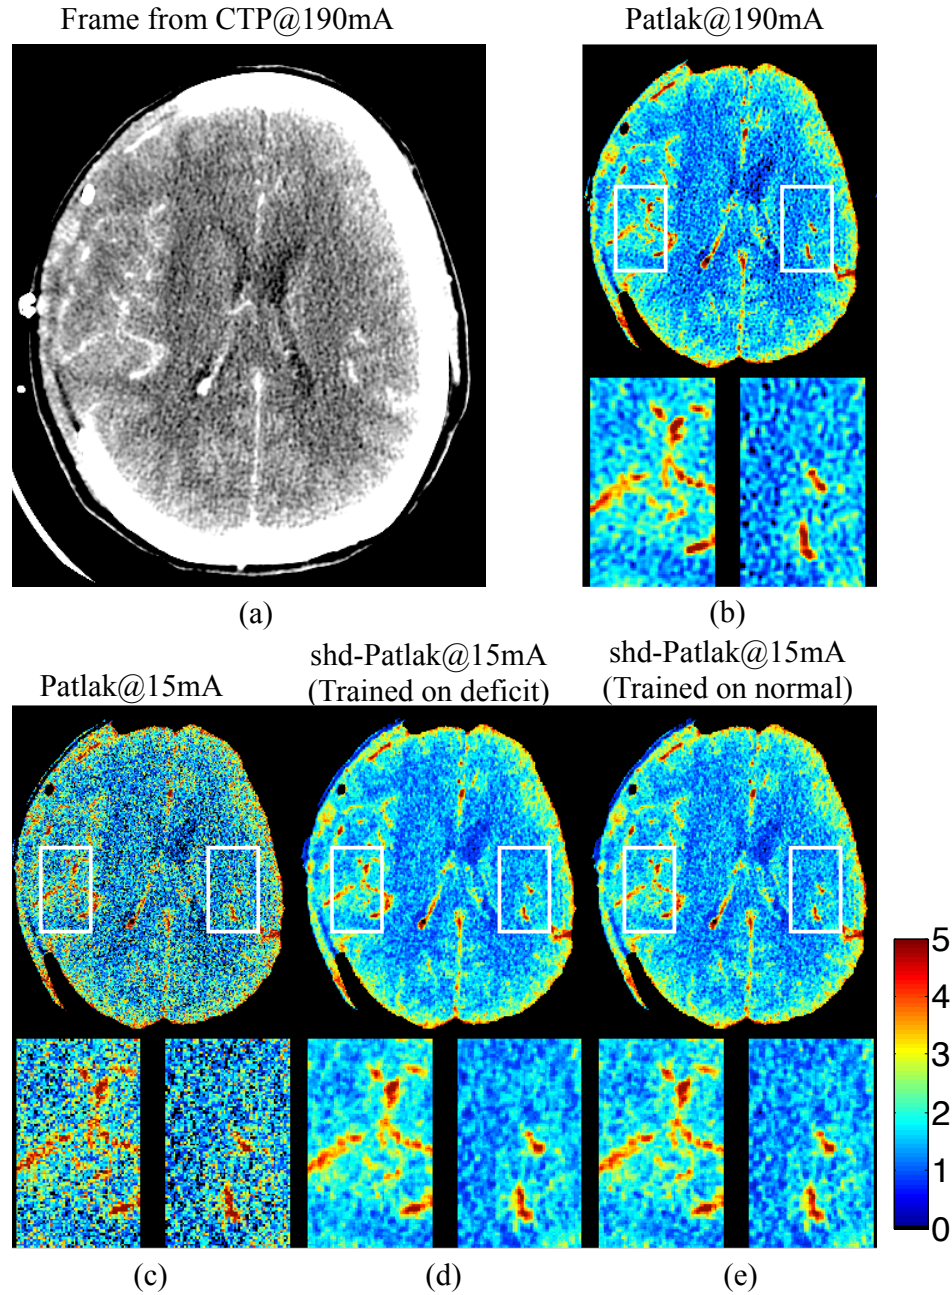 Frame from CTP@190mA
Patlak@190mA
(a)
(b)
Patlak@15mA
shd-Patlak@15mA
(Trained on deficit)
shd-Patlak@15mA
(Trained on normal)
5
4
3
2
1
0
(c)
(d)
(e)